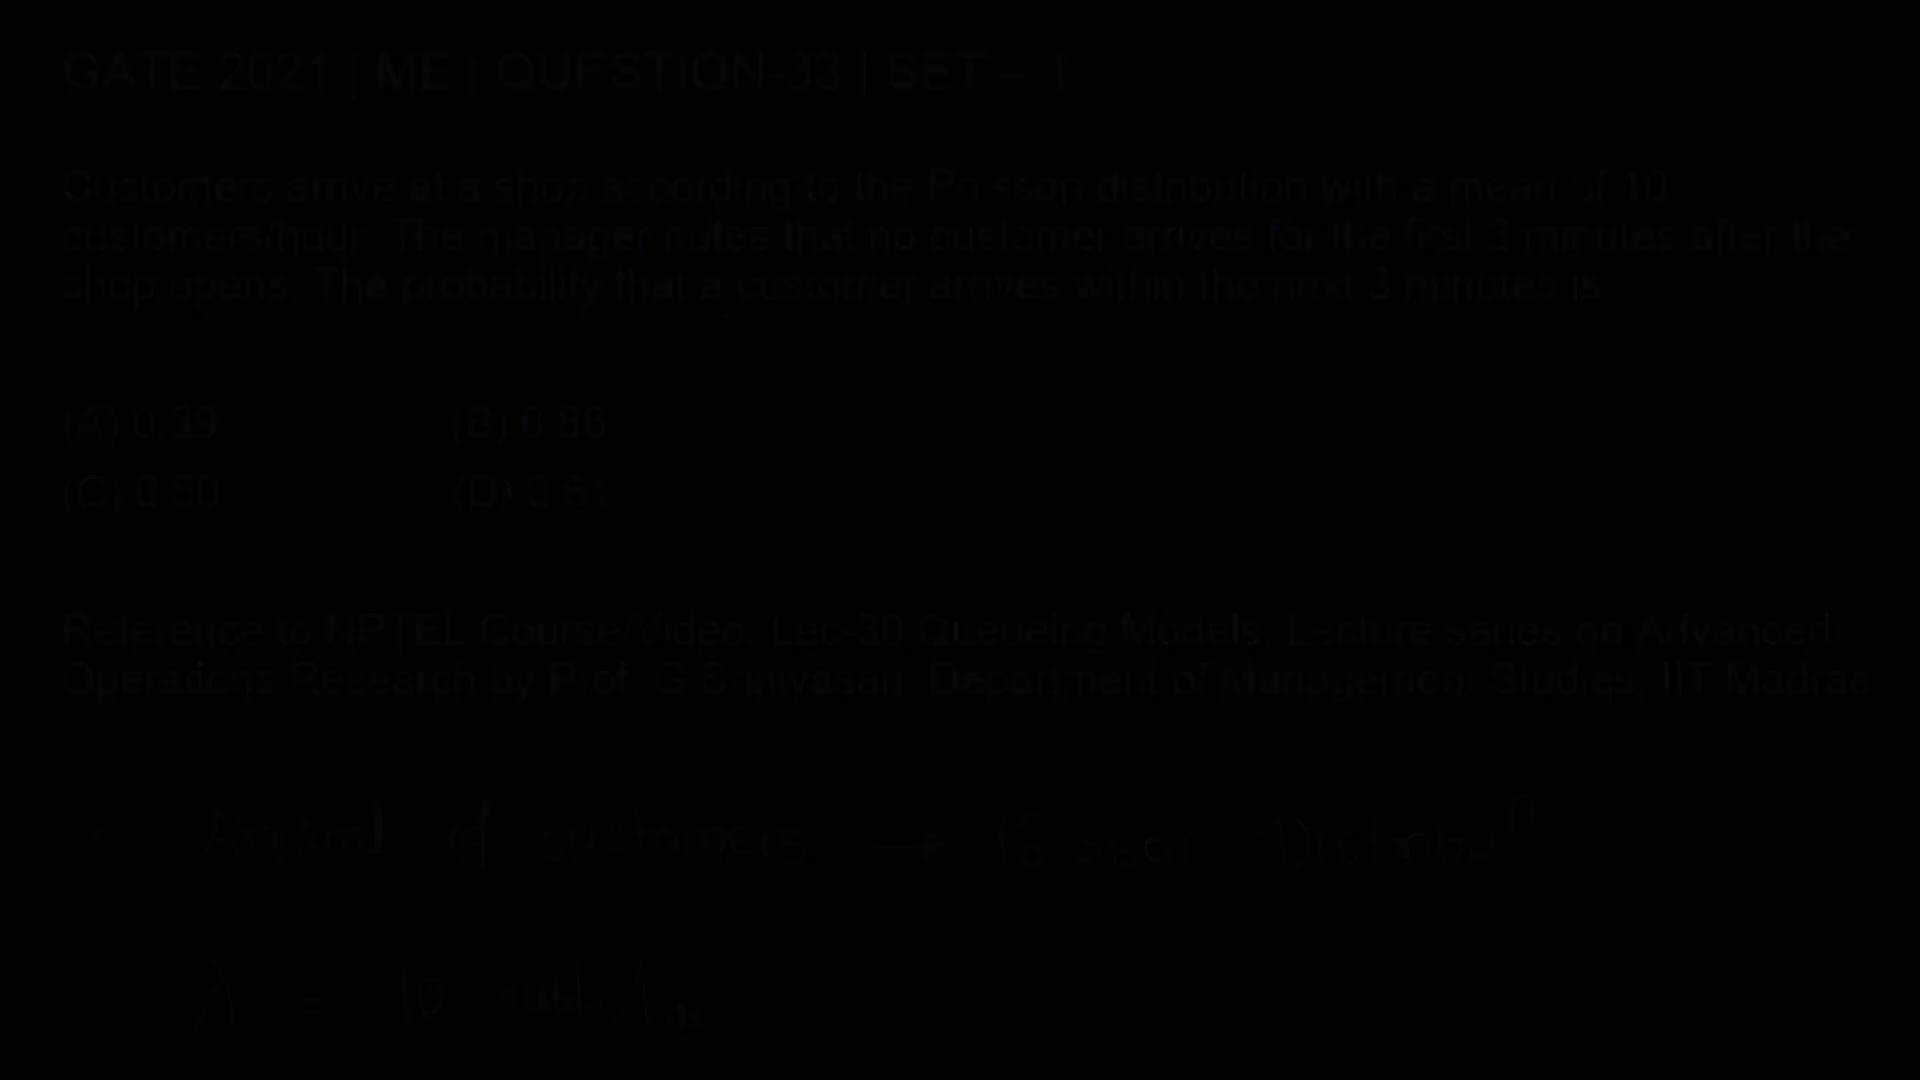 GATE 2021 | ME | QUESTION-33 | SET – 1
Customers arrive at a shop according to the Poisson distribution with a mean of 10
customers/hour. The manager notes that no customer arrives for the first 3 minutes after the
shop opens. The probability that a customer arrives within the next 3 minutes is
(A) 0.39 (B) 0.86
(C) 0.50 (D) 0.61
Reference to NPTEL Course/Video, Lec-30 Queueing Models, Lecture series on Advanced
Operations Research by Prof. G.Srinivasan, Department of Management Studies, IIT Madras
Arrival of customers → Poisson Distribuⁿ
λ = 10